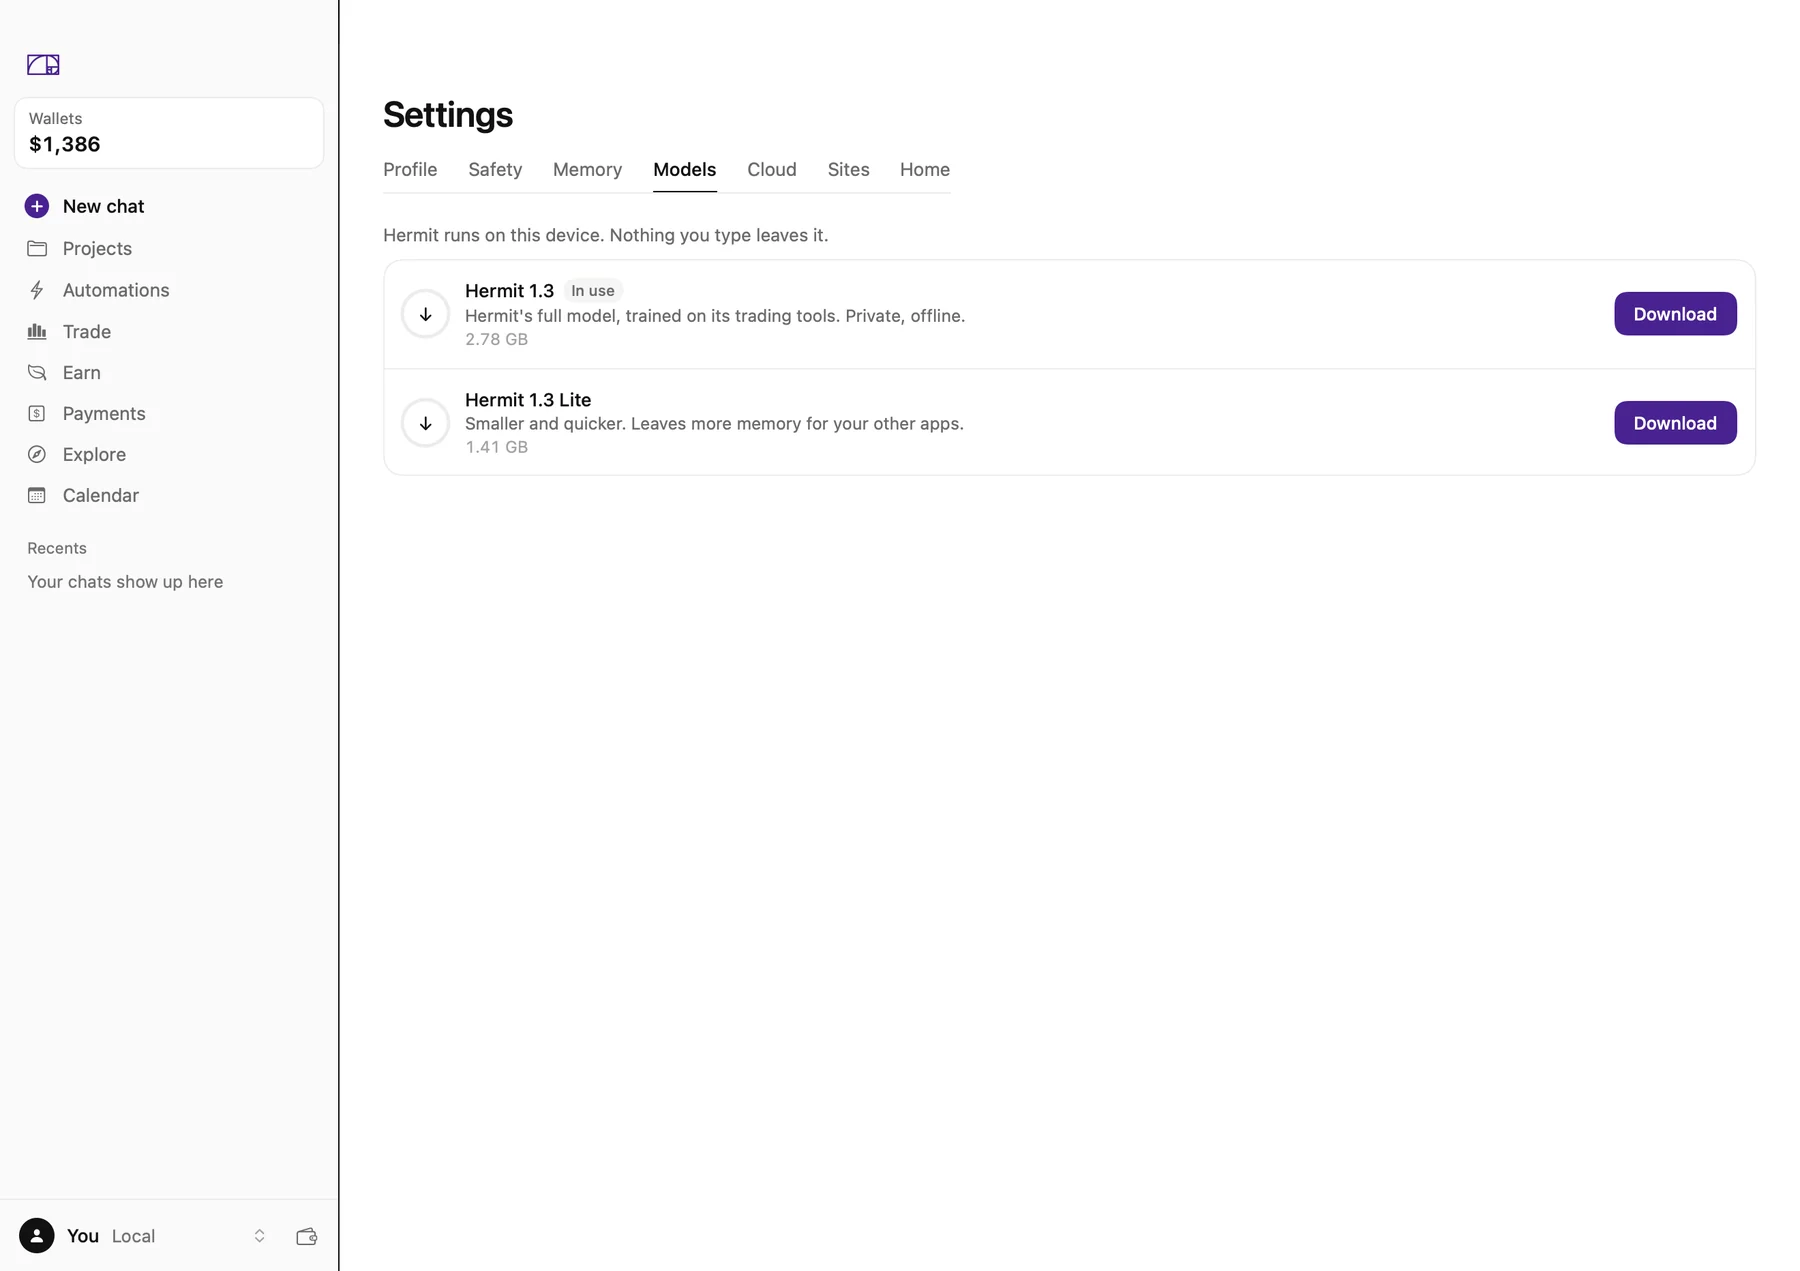 Wallets
$1,386
New chat
Projects
Automations
Trade
Earn
Payments
Explore
Calendar
Recents
Your chats show up here
You Local
Settings
Profile Safety Memory Models Cloud Sites Home
Hermit runs on this device. Nothing you type leaves it.
Hermit 1.3 In use
Hermit's full model, trained on its trading tools. Private, offline.
2.78 GB
Download
Hermit 1.3 Lite
Smaller and quicker. Leaves more memory for your other apps.
1.41 GB
Download